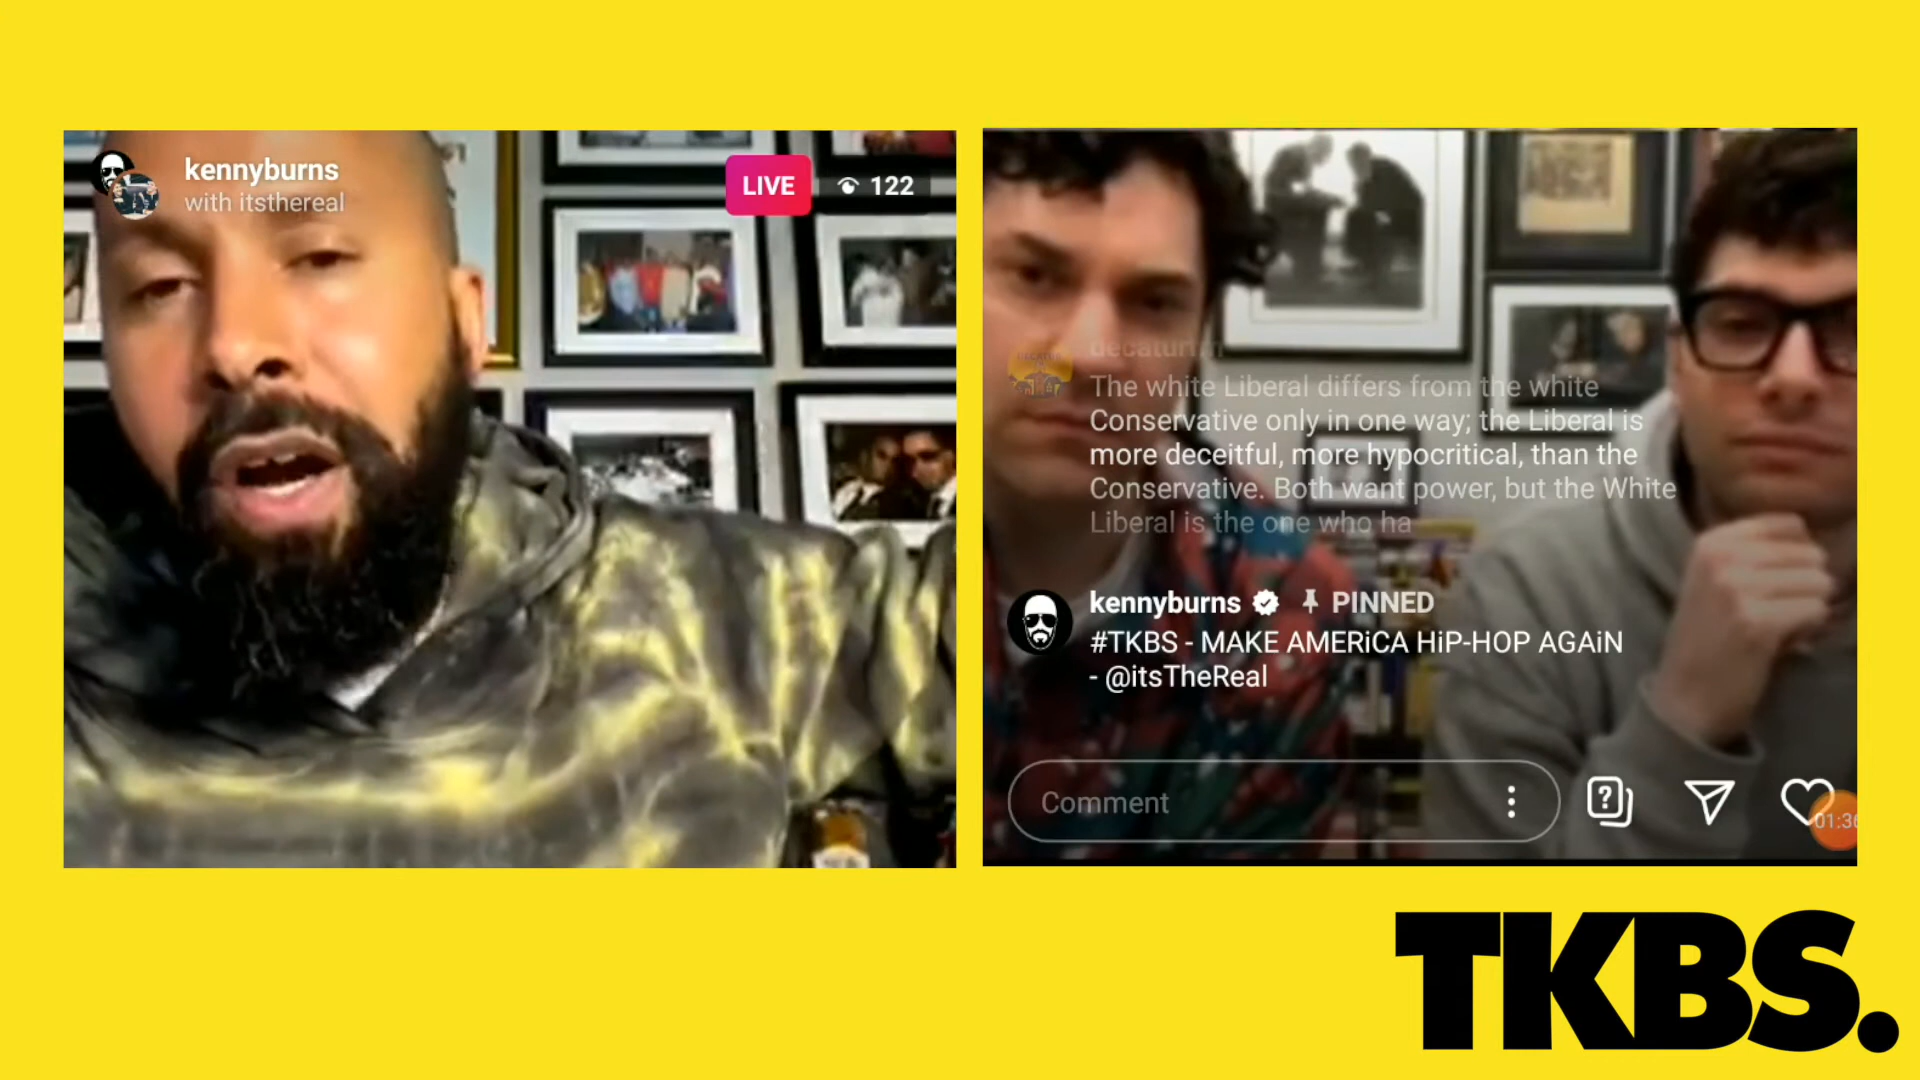 kennyburns
with itsthereal
LIVE
122
The white Liberal differs from the white
Conservative only in one way; the Liberal is
more deceitful, more hypocritical, than the
Conservative. Both want power, but the White
Liberal is the one who ha
kennyburns PINNED
#TKBS - MAKE AMERiCA HiP-HOP AGAiN
- @itsTheReal
Comment
TKBS.